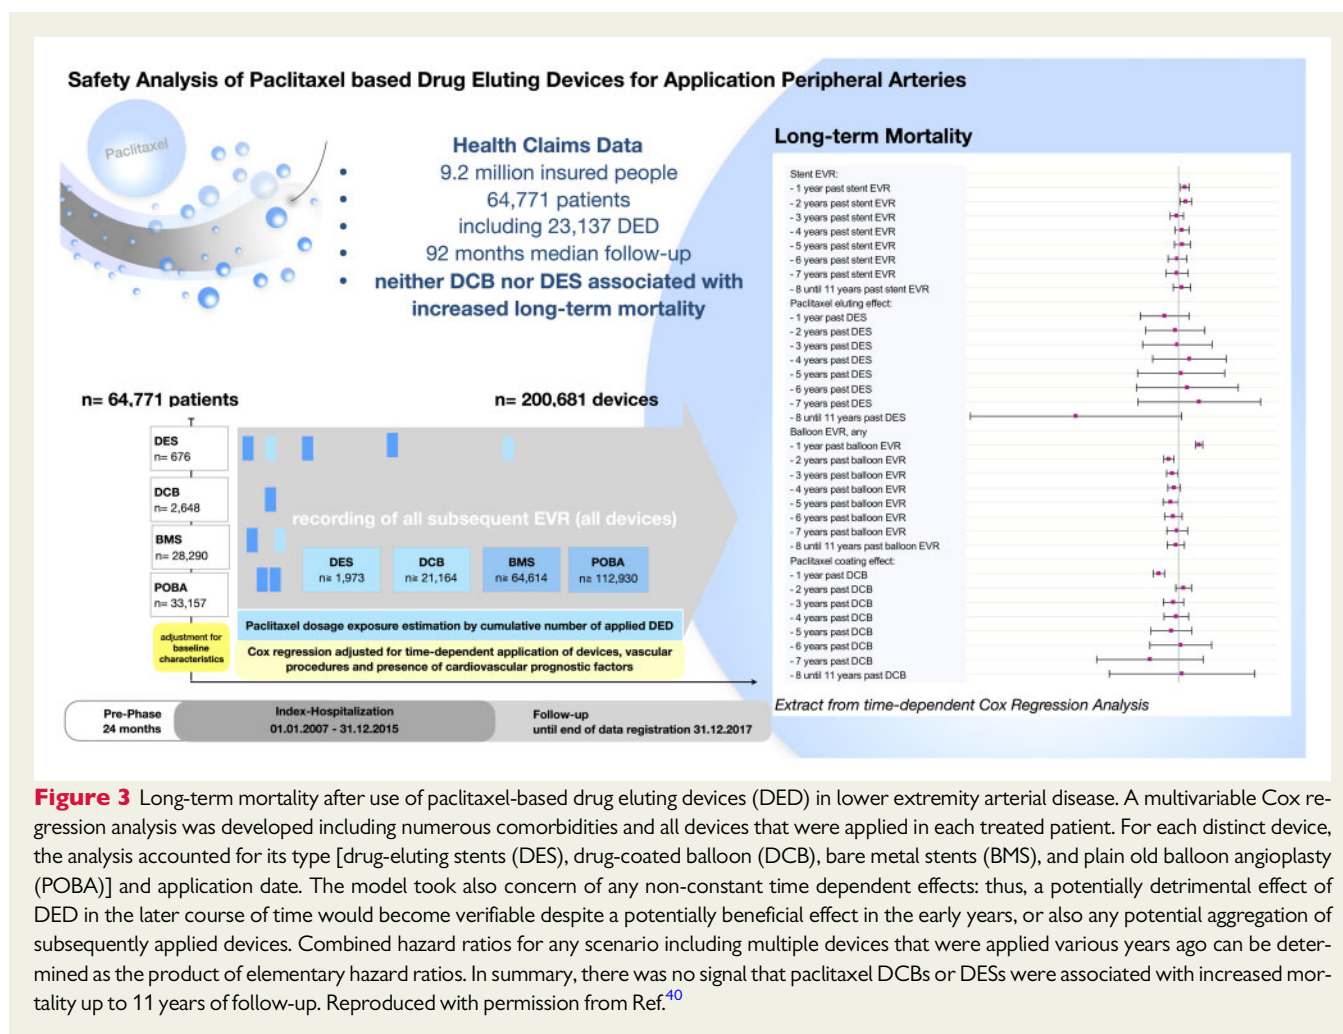 Safety Analysis of Paclitaxel based Drug Eluting Devices for Application Peripheral Arteries
Paclitaxel
Health Claims Data
• 9.2 million insured people
• 64,771 patients
• including 23,137 DED
• 92 months median follow-up
• neither DCB nor DES associated with
increased long-term mortality
n= 64,771 patients
n= 200,681 devices
DES
n= 676
DCB
n= 2,648
BMS
n= 28,290
POBA
n= 33,157
recording of all subsequent EVR (all devices)
DES
n≥ 1,973
DCB
n≥ 21,164
BMS
n≥ 64,614
POBA
n≥ 112,930
adjustment for
baseline
characteristics
Paclitaxel dosage exposure estimation by cumulative number of applied DED
Cox regression adjusted for time-dependent application of devices, vascular
procedures and presence of cardiovascular prognostic factors
Pre-Phase
24 months
Index-Hospitalization
01.01.2007 - 31.12.2015
Follow-up
until end of data registration 31.12.2017
Long-term Mortality
Stent EVR:
- 1 year past stent EVR
- 2 years past stent EVR
- 3 years past stent EVR
- 4 years past stent EVR
- 5 years past stent EVR
- 6 years past stent EVR
- 7 years past stent EVR
- 8 until 11 years past stent EVR
Paclitaxel eluting effect:
- 1 year past DES
- 2 years past DES
- 3 years past DES
- 4 years past DES
- 5 years past DES
- 6 years past DES
- 7 years past DES
- 8 until 11 years past DES
Balloon EVR, any
- 1 year past balloon EVR
- 2 years past balloon EVR
- 3 years past balloon EVR
- 4 years past balloon EVR
- 5 years past balloon EVR
- 6 years past balloon EVR
- 7 years past balloon EVR
- 8 until 11 years past balloon EVR
Paclitaxel coating effect:
- 1 year past DCB
- 2 years past DCB
- 3 years past DCB
- 4 years past DCB
- 5 years past DCB
- 6 years past DCB
- 7 years past DCB
- 8 until 11 years past DCB
Extract from time-dependent Cox Regression Analysis
Figure 3 Long-term mortality after use of paclitaxel-based drug eluting devices (DED) in lower extremity arterial disease. A multivariable Cox re-
gression analysis was developed including numerous comorbidities and all devices that were applied in each treated patient. For each distinct device,
the analysis accounted for its type [drug-eluting stents (DES), drug-coated balloon (DCB), bare metal stents (BMS), and plain old balloon angioplasty
(POBA)] and application date. The model took also concern of any non-constant time dependent effects: thus, a potentially detrimental effect of
DED in the later course of time would become verifiable despite a potentially beneficial effect in the early years, or also any potential aggregation of
subsequently applied devices. Combined hazard ratios for any scenario including multiple devices that were applied various years ago can be deter-
mined as the product of elementary hazard ratios. In summary, there was no signal that paclitaxel DCBs or DESs were associated with increased mor-
tality up to 11 years of follow-up. Reproduced with permission from Ref.40